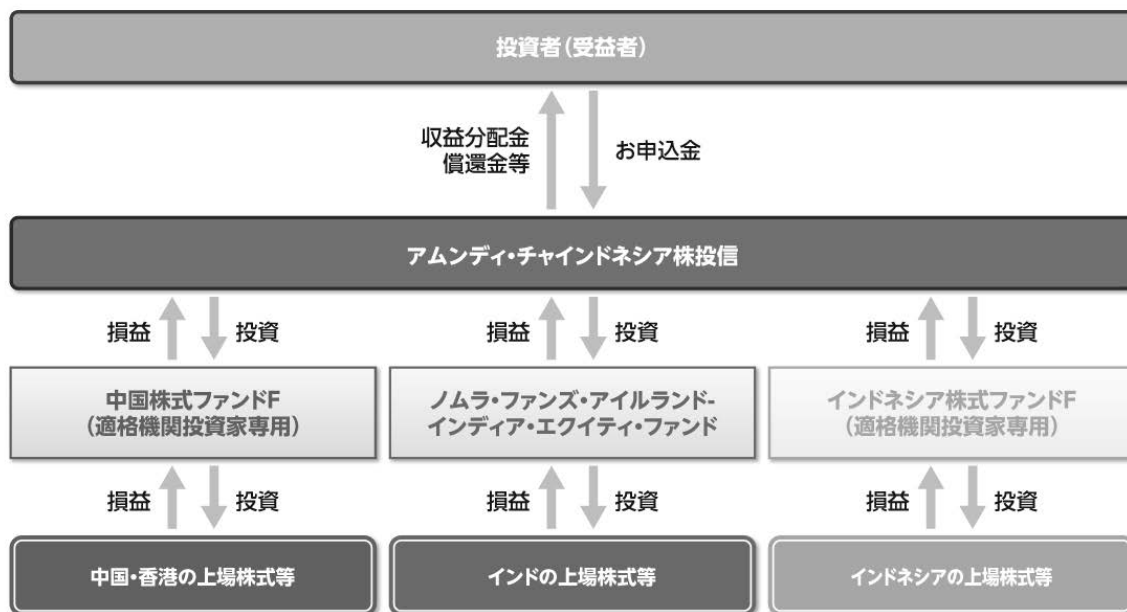 投資者(受益者)
収益分配金
償還金等
お申込金
アムンディ・チャインドネシア株投信
損益 投資 損益 投資 損益 投資
中国株式ファンドF
(適格機関投資家専用)
ノムラ・ファンズ・アイルランド-
インディア・エクイティ・ファンド
インドネシア株式ファンドF
(適格機関投資家専用)
損益 投資 損益 投資 損益 投資
中国・香港の上場株式等
インドの上場株式等
インドネシアの上場株式等